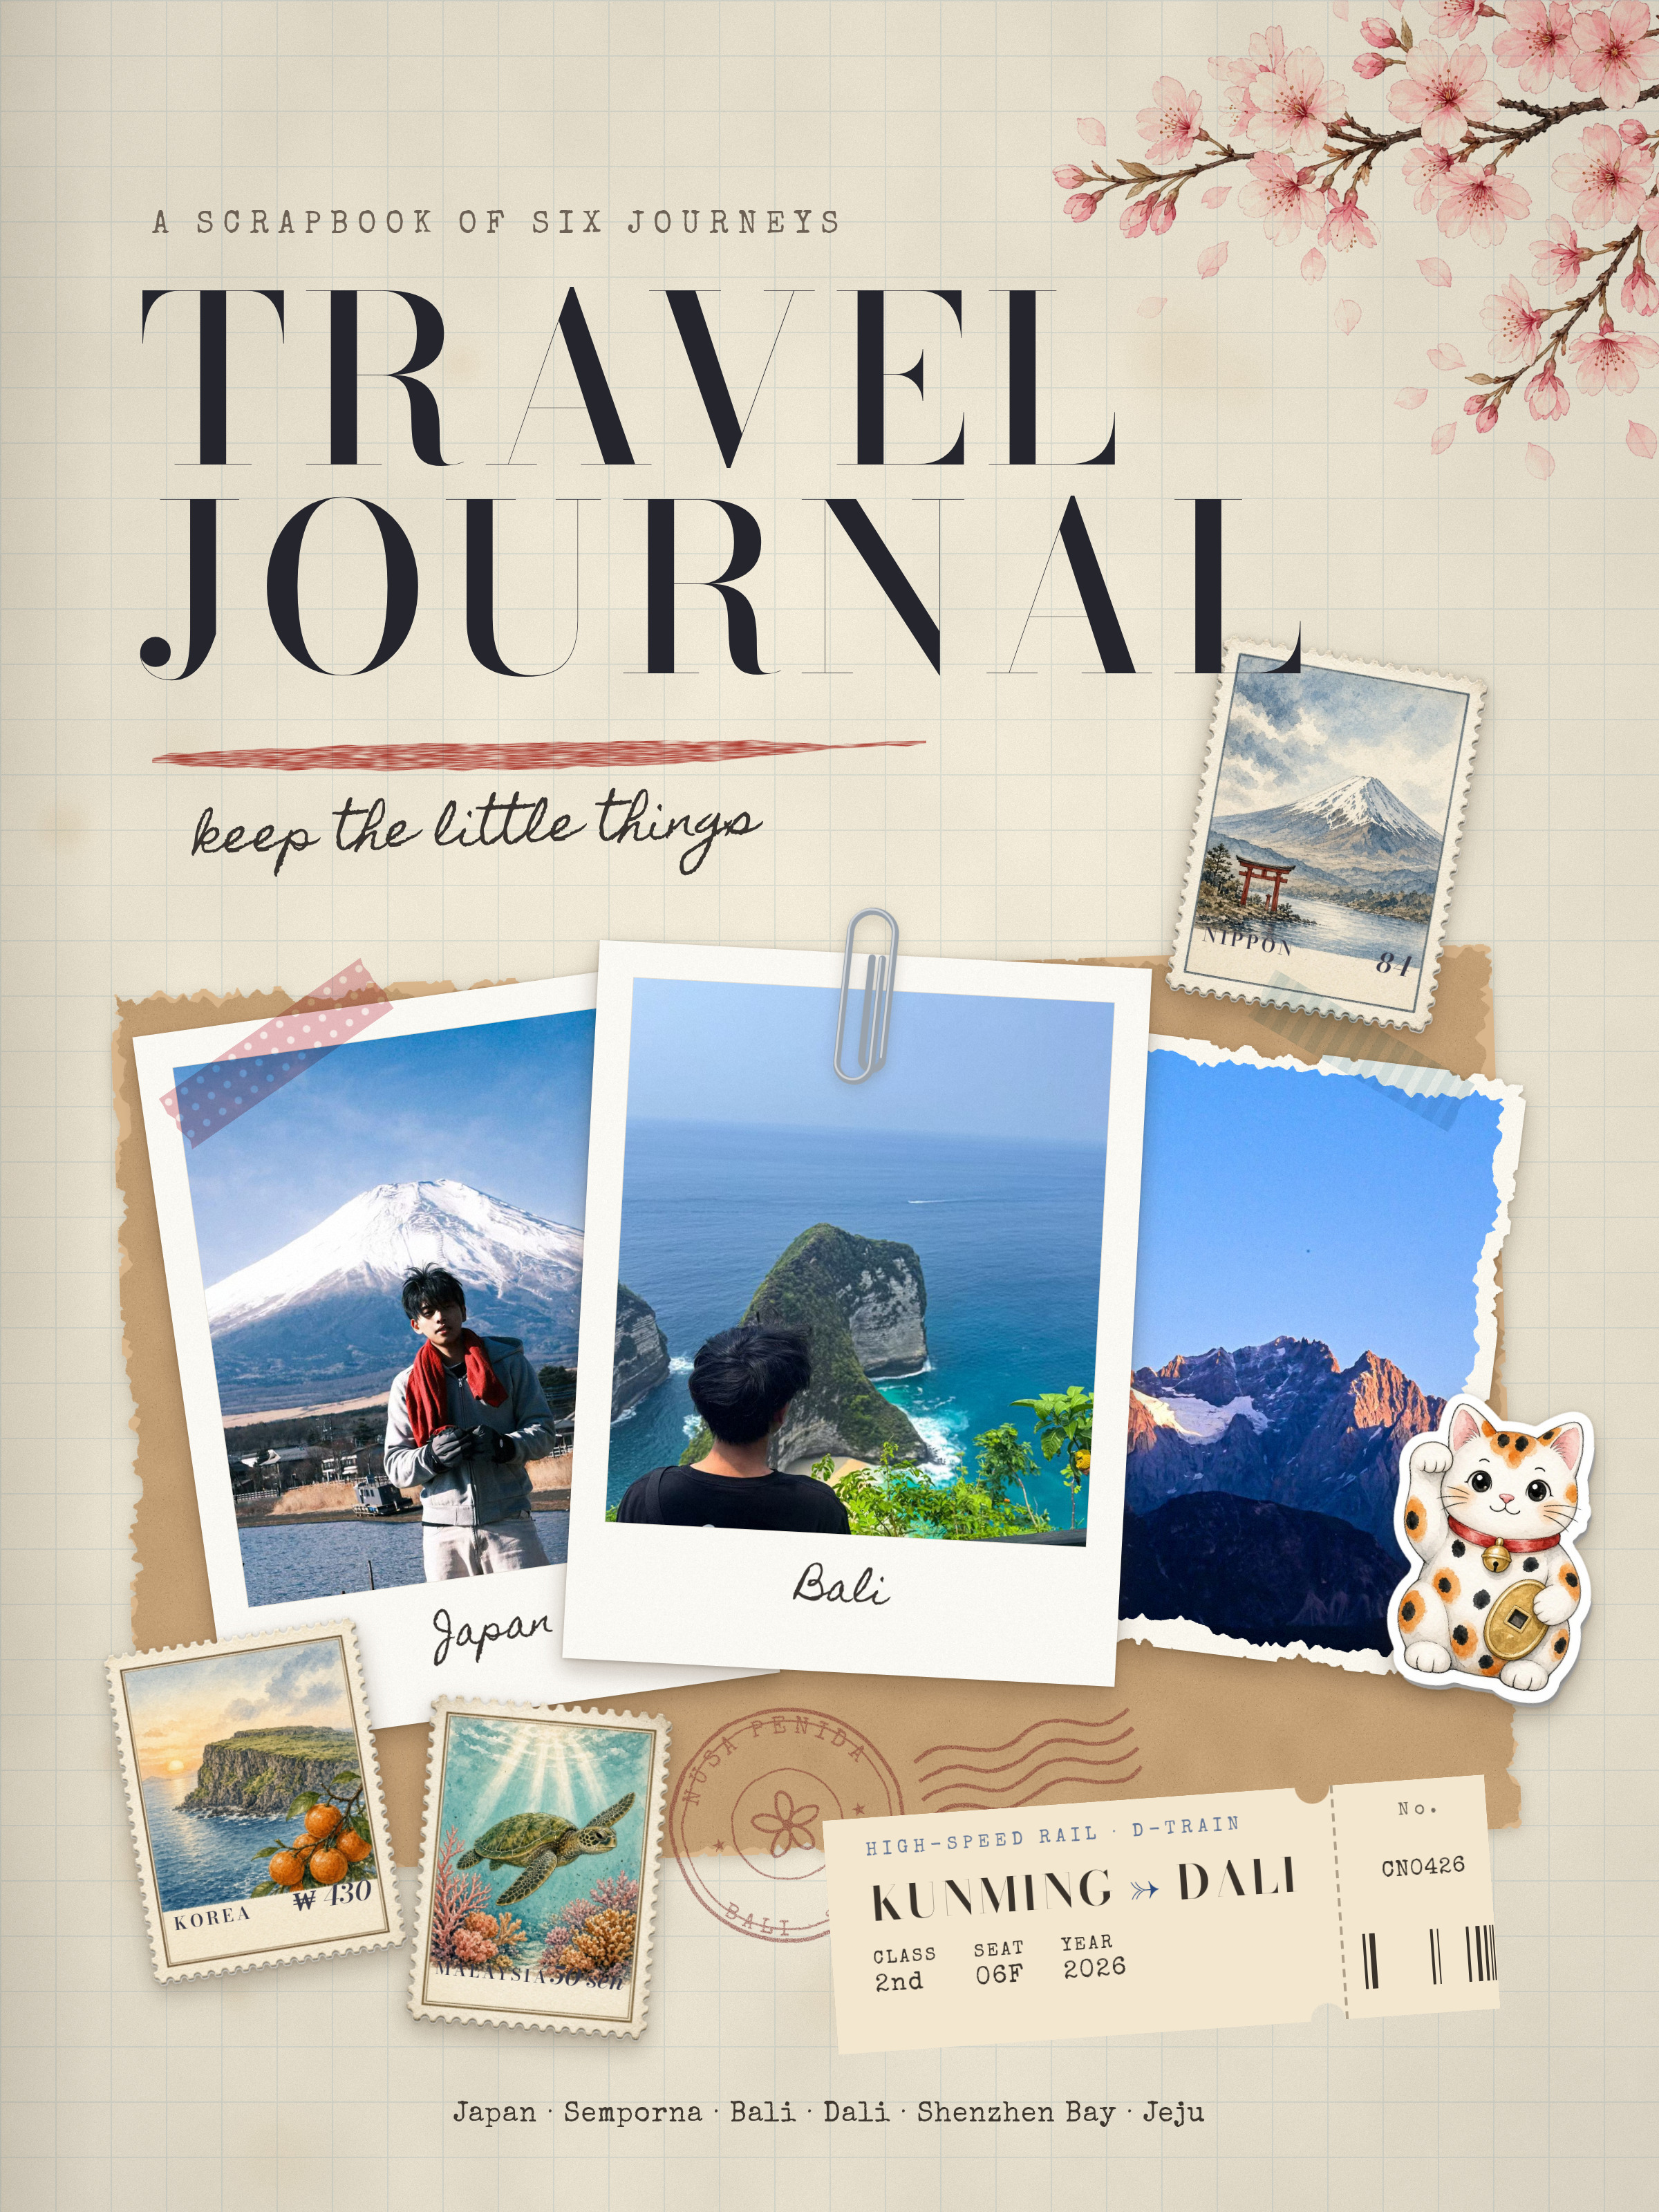 A SCRAPBOOK OF SIX JOURNEYS
TRAVEL
JOURNAL
keep the little things
NIPPON
84
Japan
Bali
KOREA
₩ 430
MALAYSIA 50 sen
NUSA PENIDA
BALI
HIGH-SPEED RAIL · D-TRAIN
KUNMING ➳ DALI
CLASS SEAT YEAR
2nd 06F 2026
No.
CN0426
Japan · Semporna · Bali · Dali · Shenzhen Bay · Jeju